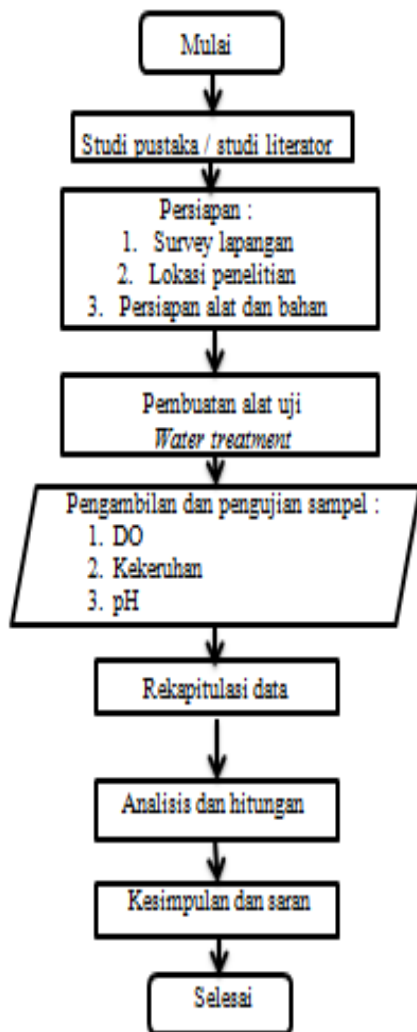 Mulai
Studi pustaka / studi literator
Persiapan :
1. Survey lapangan
2. Lokasi penelitian
3. Persiapan alat dan bahan
Pembuatan alat uji
Water treatment
Pengambilan dan pengujian sampel :
1. DO
2. Kekeruhan
3. pH
Rekapitulasi data
Analisis dan hitungan
Kesimpulan dan saran
Selesai